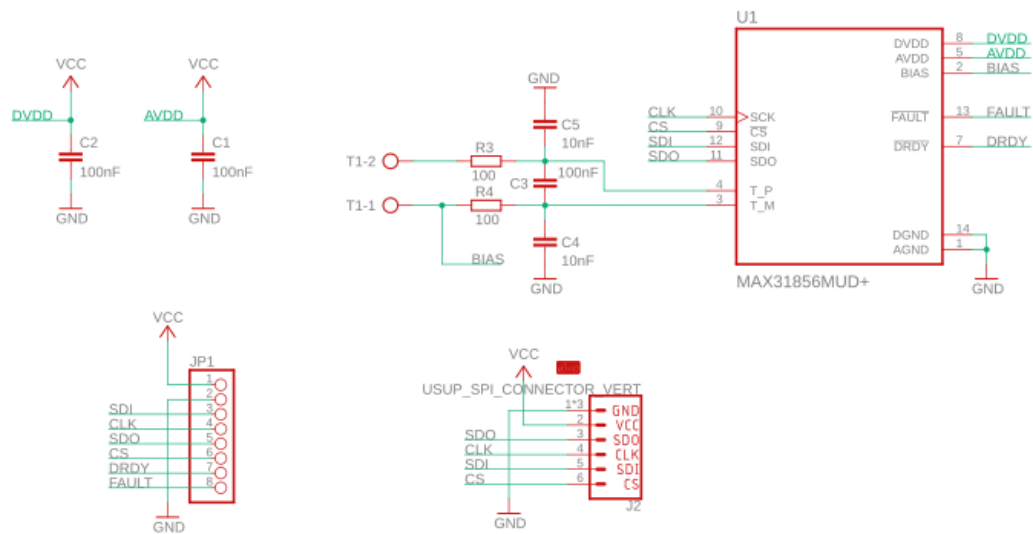 U1
8 DVDD
DVDD
5 AVDD
AVDD
2 BIAS
BIAS
VCC
VCC
GND
DVDD
AVDD
C2
100nF
C1
100nF
GND
GND
C5
10nF
CLK 10 SCK
CS 9 CS
SDI 12 SDI
SDO 11 SDO
FAULT 13 FAULT
DRDY 7 DRDY
T1-2
R3
100
100nF
C3
4 T_P
T1-1
R4
100
3 T_M
BIAS
C4
10nF
GND
DGND 14
AGND 1
GND
MAX31856MUD+
VCC
JP1
1
2
SDI 3
CLK 4
SDO 5
CS 6
DRDY 7
FAULT 8
GND
VCC
USUP_SPI_CONNECTOR_VERT
1*3 GND
2 VCC
SDO 3 SDO
CLK 4 CLK
SDI 5 SDI
CS 6 CS
J2
GND